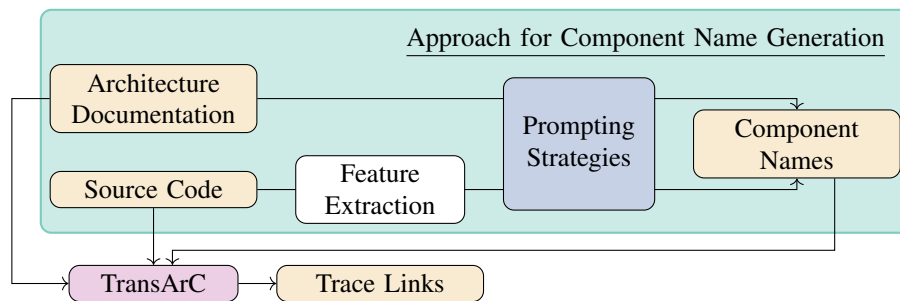 Approach for Component Name Generation
Architecture
Documentation
Prompting
Strategies
Component
Names
Source Code
Feature
Extraction
TransArC
Trace Links